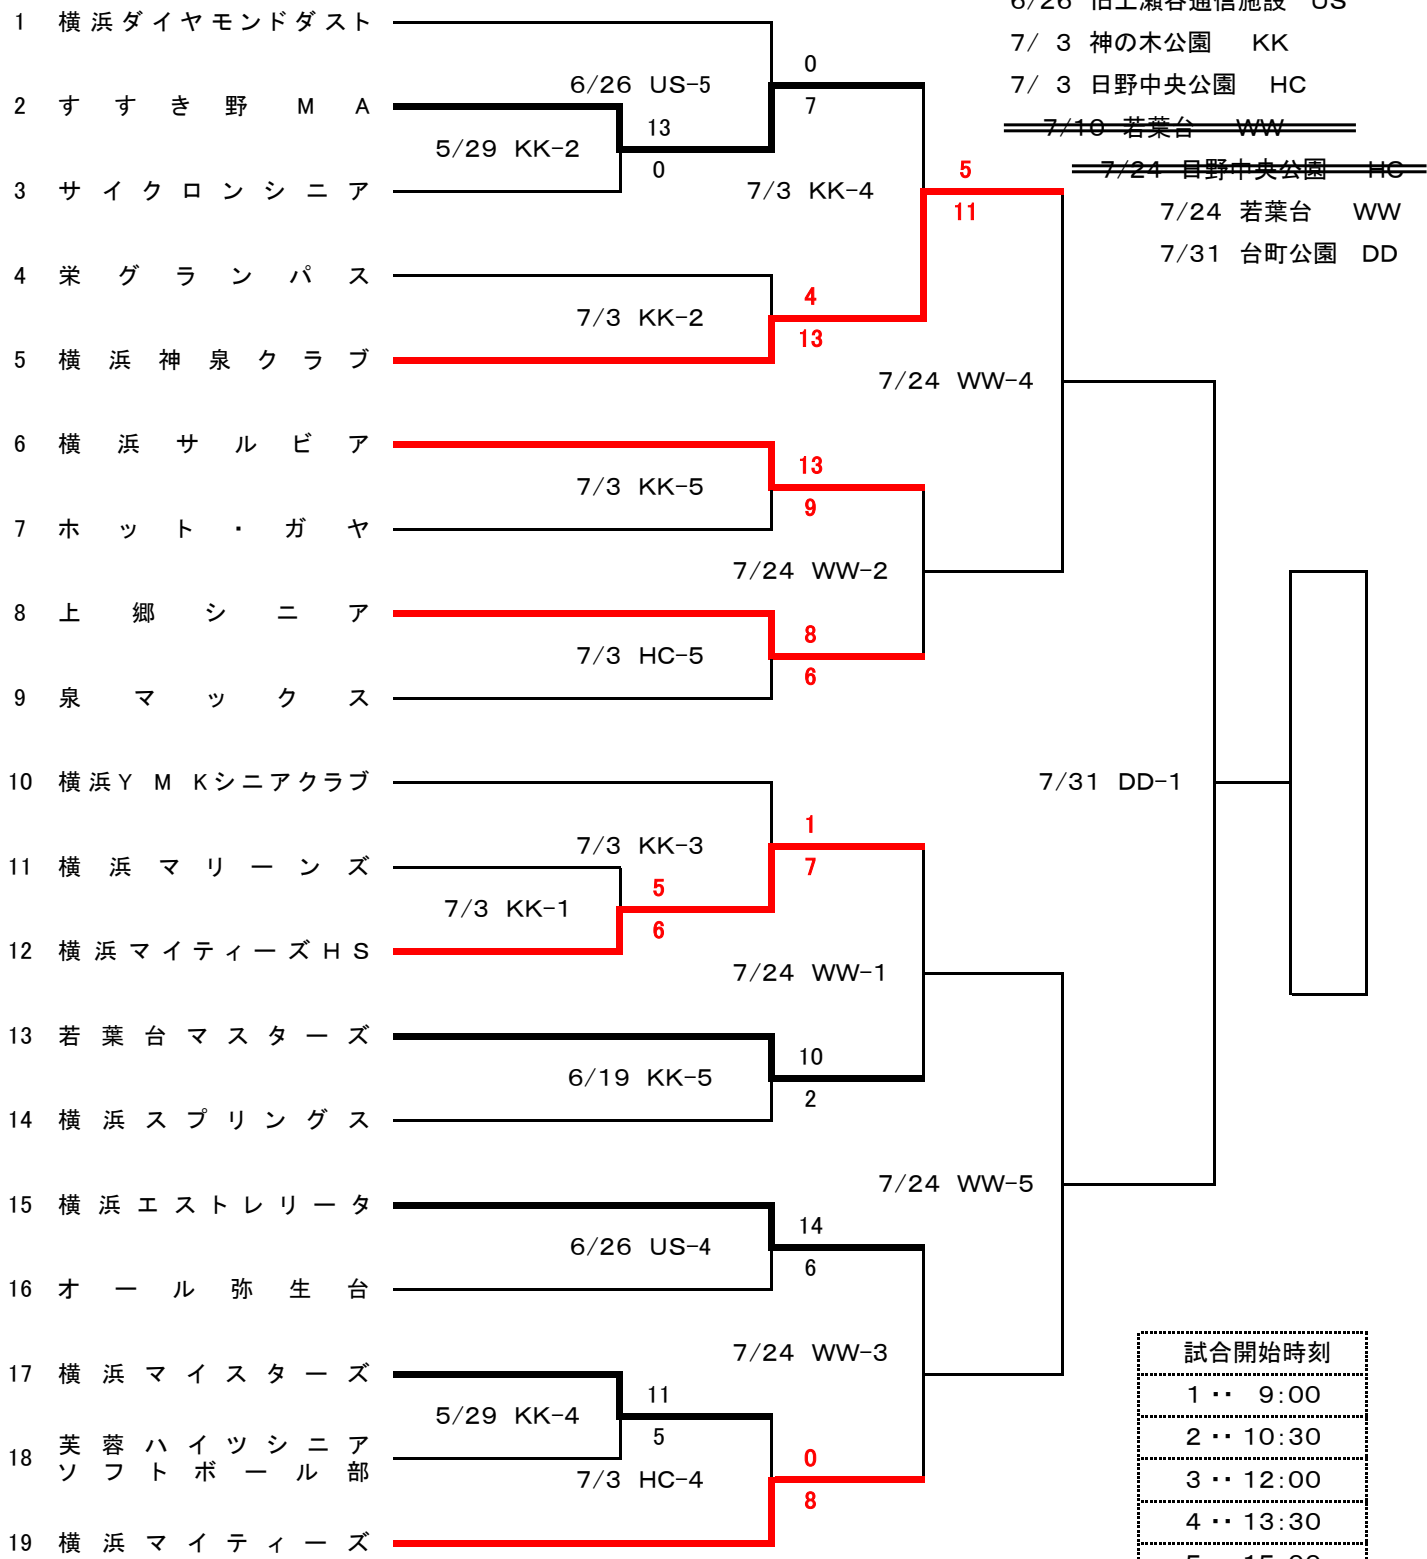 6/26 旧上瀬谷通信施設 US
7/ 3 神の木公園 KK
7/ 3 日野中央公園 HC
7/10 若葉台 WW
7/24 日野中央公園 HC
7/24 若葉台 WW
7/31 台町公園 DD
1 横浜ダイヤモンドダスト
6/26 US-5
0
7
2 すすき野MA
5/29 KK-2
13
0
3 サイクロンシニア
7/3 KK-4
5
11
4 栄グランパス
7/3 KK-2
4
13
5 横浜神泉クラブ
7/24 WW-4
6 横浜サルビア
7/3 KK-5
13
9
7 ホット・ガヤ
7/24 WW-2
8 上郷シニア
7/3 HC-5
8
6
9 泉マックス
10 横浜YMKシニアクラブ
7/31 DD-1
7/3 KK-3
1
7
11 横浜マリーンズ
7/3 KK-1
5
6
12 横浜マイティーズHS
7/24 WW-1
13 若葉台マスターズ
6/19 KK-5
10
2
14 横浜スプリングス
7/24 WW-5
15 横浜エストレリータ
6/26 US-4
14
6
16 オール弥生台
7/24 WW-3
17 横浜マイスターズ
5/29 KK-4
11
5
18 芙蓉ハイツシニア
ソフトボール部
7/3 HC-4
0
8
19 横浜マイティーズ
試合開始時刻
1 ･･ 9:00
2 ･･ 10:30
3 ･･ 12:00
4 ･･ 13:30